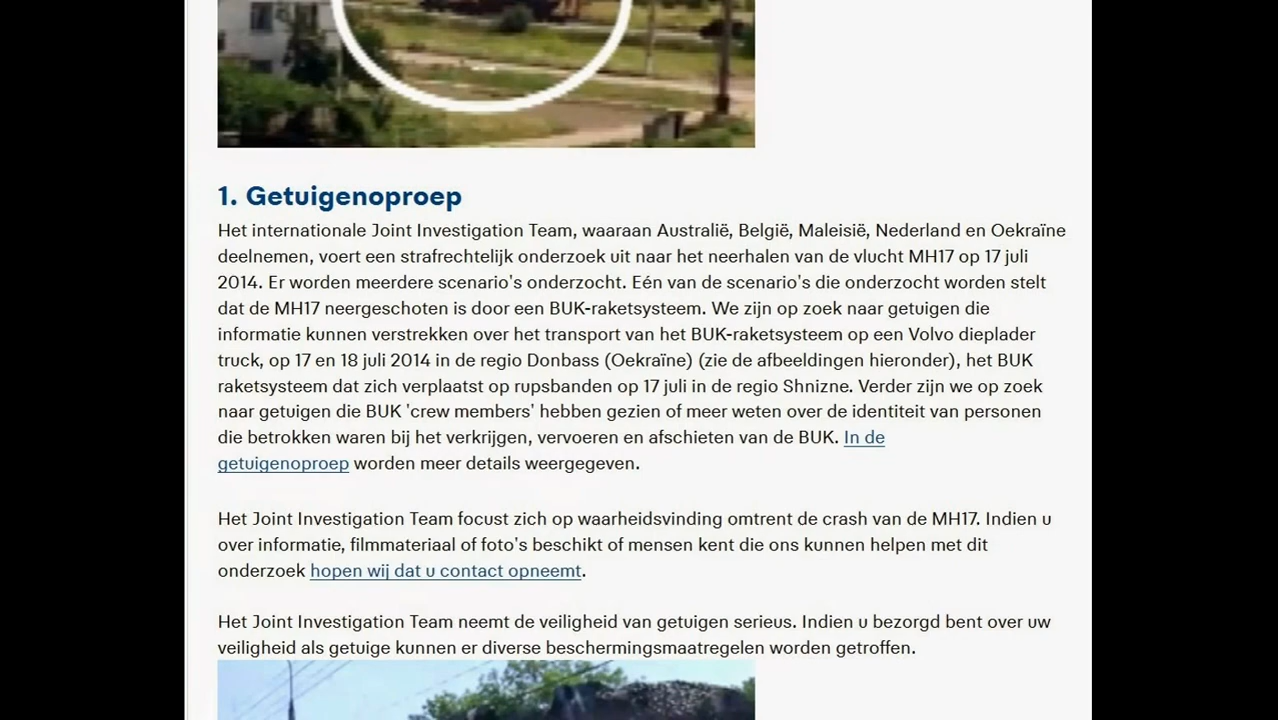 1. Getuigenoproep
Het internationale Joint Investigation Team, waaraan Australië, België, Maleisië, Nederland en Oekraïne
deelnemen, voert een strafrechtelijk onderzoek uit naar het neerhalen van de vlucht MH17 op 17 juli
2014. Er worden meerdere scenario's onderzocht. Eén van de scenario's die onderzocht worden stelt
dat de MH17 neergeschoten is door een BUK-raketsysteem. We zijn op zoek naar getuigen die
informatie kunnen verstrekken over het transport van het BUK-raketsysteem op een Volvo dieplader
truck, op 17 en 18 juli 2014 in de regio Donbass (Oekraïne) (zie de afbeeldingen hieronder), het BUK
raketsysteem dat zich verplaatst op rupsbanden op 17 juli in de regio Shnizne. Verder zijn we op zoek
naar getuigen die BUK 'crew members' hebben gezien of meer weten over de identiteit van personen
die betrokken waren bij het verkrijgen, vervoeren en afschieten van de BUK. In de
getuigenoproep worden meer details weergegeven.
Het Joint Investigation Team focust zich op waarheidsvinding omtrent de crash van de MH17. Indien u
over informatie, filmmateriaal of foto's beschikt of mensen kent die ons kunnen helpen met dit
onderzoek hopen wij dat u contact opneemt.
Het Joint Investigation Team neemt de veiligheid van getuigen serieus. Indien u bezorgd bent over uw
veiligheid als getuige kunnen er diverse beschermingsmaatregelen worden getroffen.